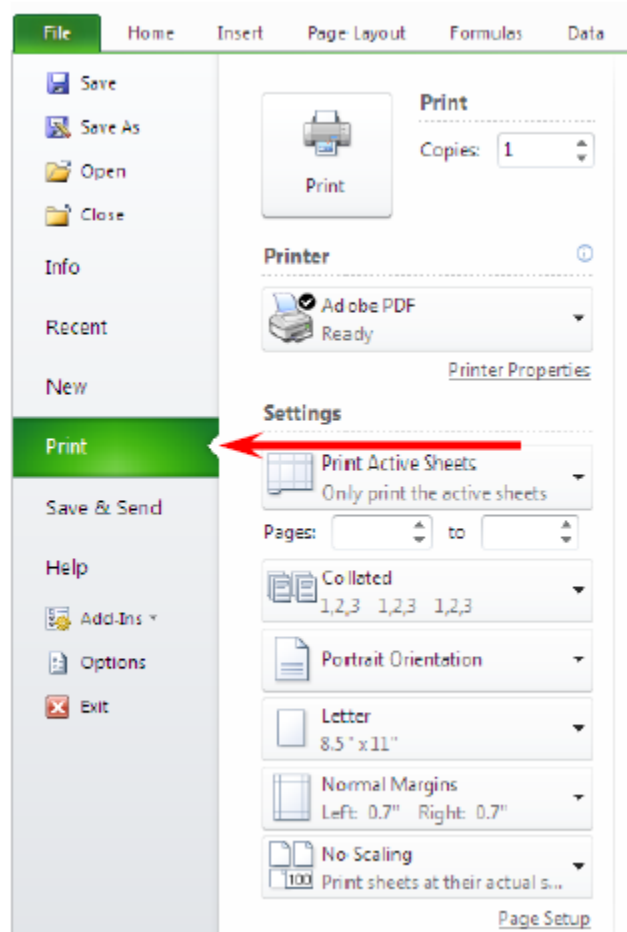 File Home Insert Page Layout Formulas Data
Save
Save As
Open
Close
Info
Recent
New
Print
Save & Send
Help
Add-Ins
Options
Exit
Print
Print
Copies: 1
Printer
Adobe PDF
Ready
Printer Properties
Settings
Print Active Sheets
Only print the active sheets
Pages: to
Collated
1,2,3 1,2,3 1,2,3
Portrait Orientation
Letter
8.5" x 11"
Normal Margins
Left: 0.7" Right: 0.7"
No Scaling
100
Print sheets at their actual s...
Page Setup